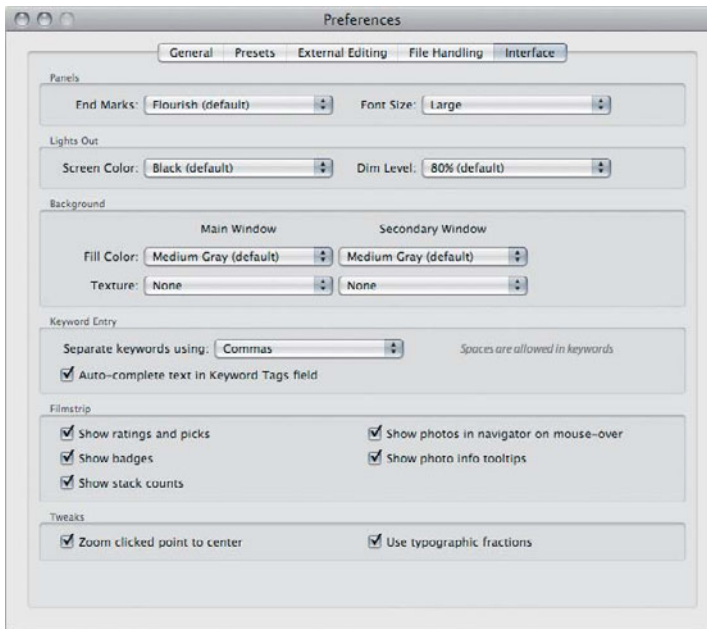 Preferences
General Presets External Editing File Handling Interface
Panels
End Marks: Flourish (default) Font Size: Large
Lights Out
Screen Color: Black (default) Dim Level: 80% (default)
Background
Main Window Secondary Window
Fill Color: Medium Gray (default) Medium Gray (default)
Texture: None None
Keyword Entry
Separate keywords using: Commas Spaces are allowed in keywords
Auto-complete text in Keyword Tags field
Filmstrip
Show ratings and picks Show photos in navigator on mouse-over
Show badges Show photo info tooltips
Show stack counts
Tweaks
Zoom clicked point to center Use typographic fractions